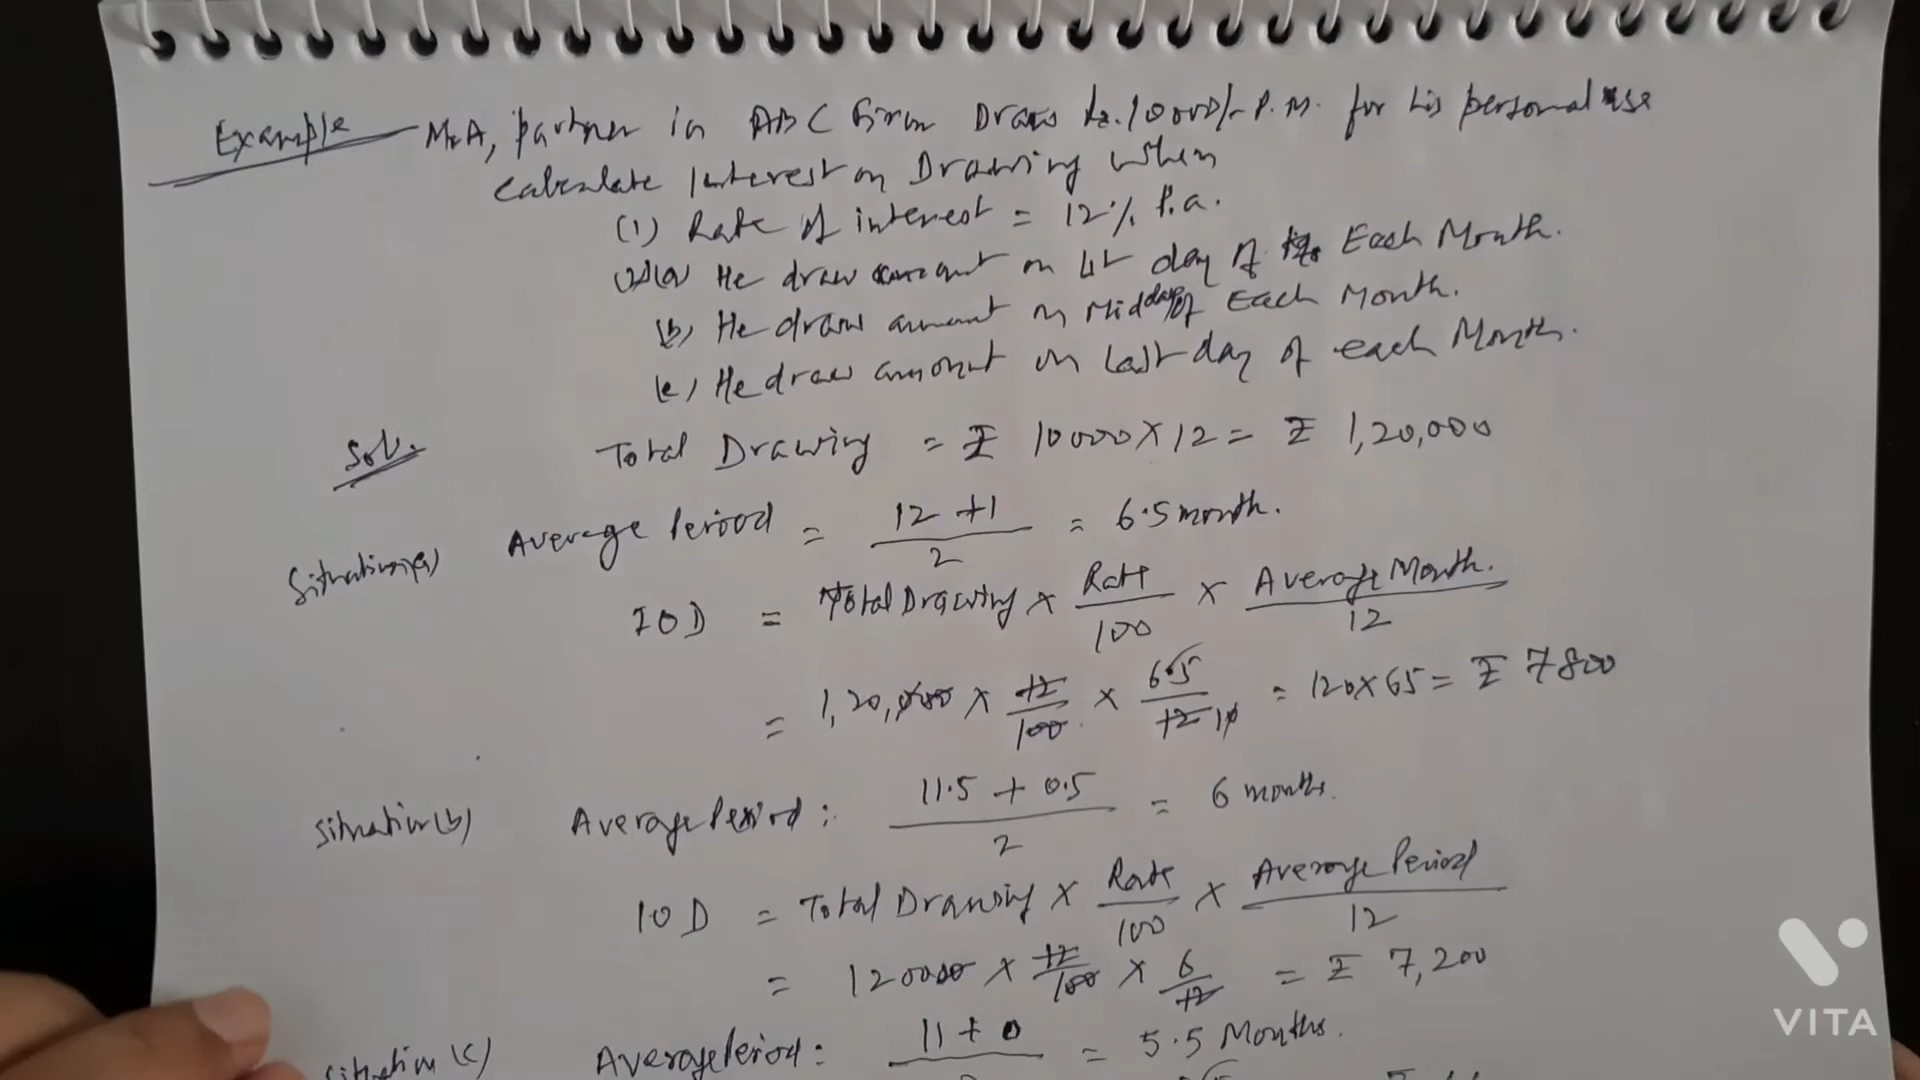 Example - Mr. A, partner in ABC Firm Draws Rs. 10000/- P.M. for his personal use
Calculate Interest on Drawing when
(1) Rate of interest = 12% P.a.
(2)(a) He draw amount on 1st day of Each Month.
(b) He draw amount on Mid day of Each Month.
(c) He draw amount on last day of each Month.
Sol.
Total Drawing = ₹ 10000 × 12 = ₹ 1,20,000
Situation(a) Average Period = 12 + 1 / 2 = 6.5 month.
IOD = Total Drawing × Rate / 100 × Average Month. / 12
= 1,20,000 × 12 / 100 × 6.5 / 12 10 = 120 × 65 = ₹ 7800
Situation(b) Average Period : 11.5 + 0.5 / 2 = 6 months.
IOD = Total Drawing × Rate / 100 × Average Period / 12
= 120000 × 12 / 100 × 6 / 12 = ₹ 7,200
Situation (c) Average Period : 11 + 0 = 5.5 Months.
VITA